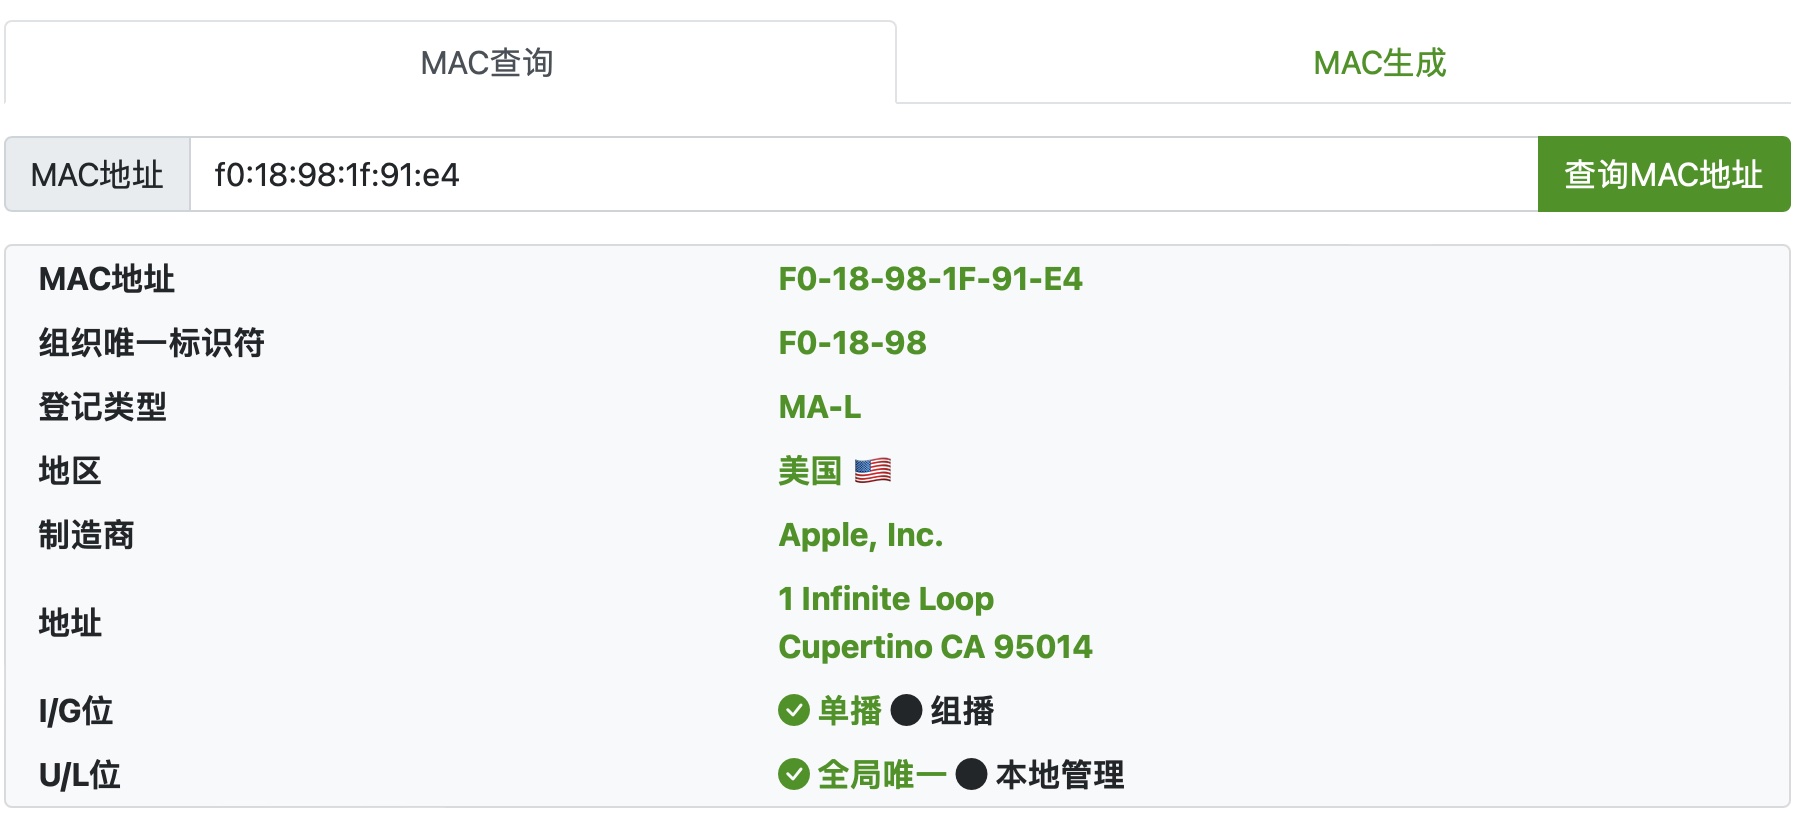 MAC查询
MAC生成
MAC地址
f0:18:98:1f:91:e4
查询MAC地址
MAC地址
F0-18-98-1F-91-E4
组织唯一标识符
F0-18-98
登记类型
MA-L
地区
美国 🇺🇸
制造商
Apple, Inc.
地址
1 Infinite Loop
Cupertino CA 95014
I/G位
单播 组播
U/L位
全局唯一 本地管理